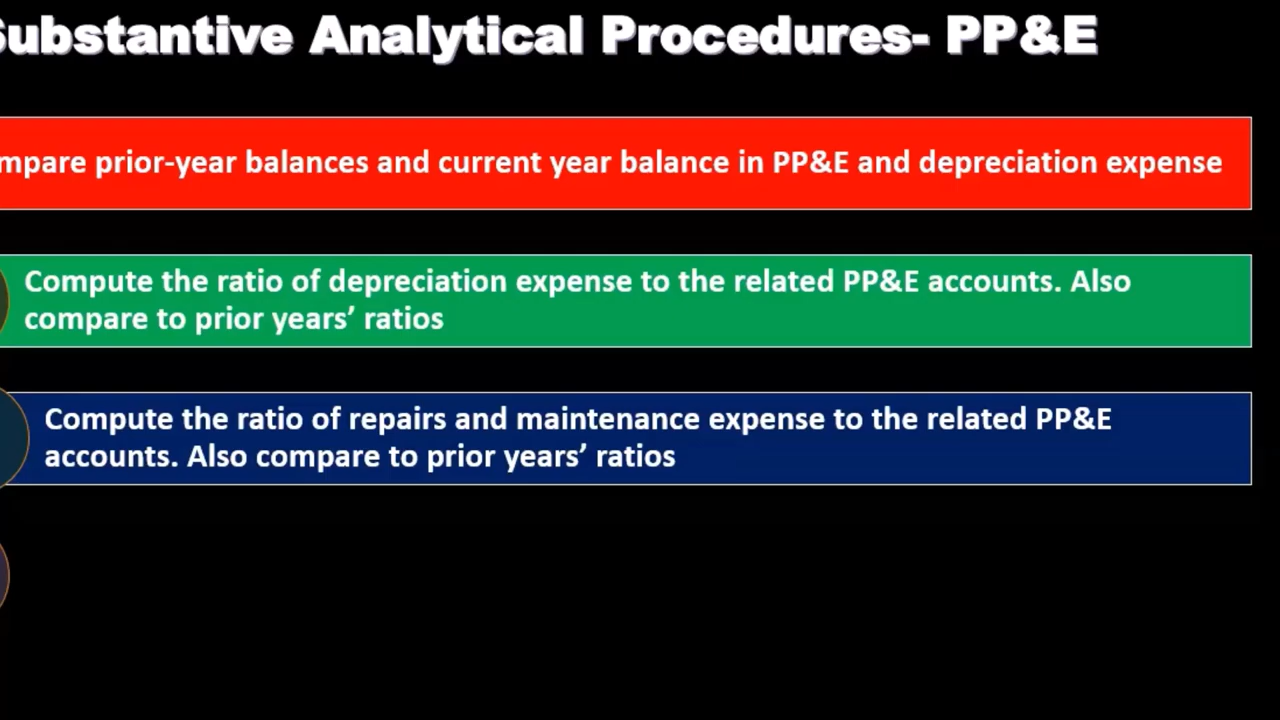 Substantive Analytical Procedures- PP&E
mpare prior-year balances and current year balance in PP&E and depreciation expense
Compute the ratio of depreciation expense to the related PP&E accounts. Also
compare to prior years’ ratios
Compute the ratio of repairs and maintenance expense to the related PP&E
accounts. Also compare to prior years’ ratios